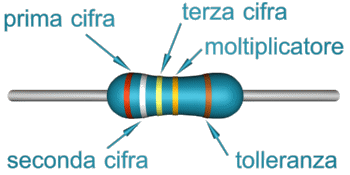 prima cifra
terza cifra
moltiplicatore
seconda cifra
tolleranza